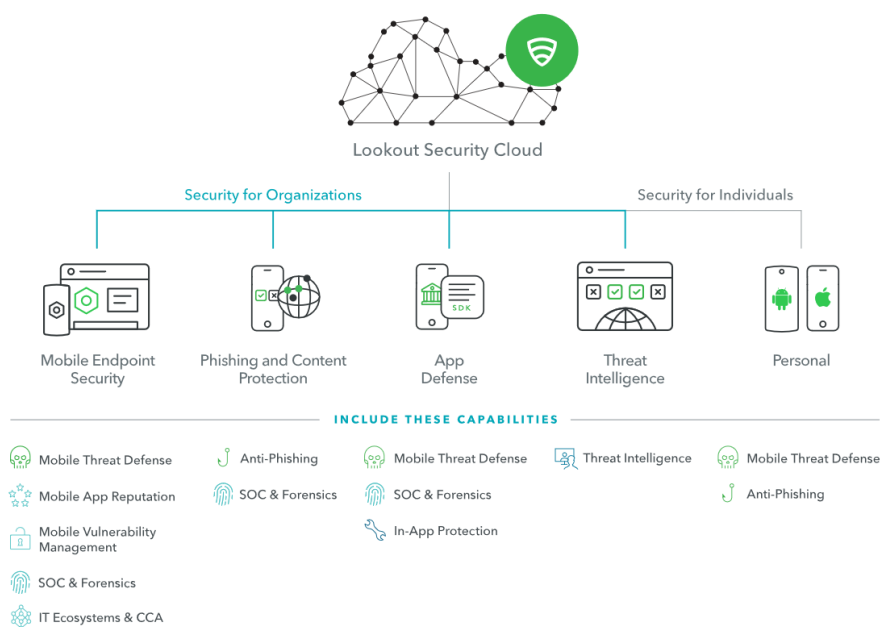 Lookout Security Cloud
Security for Organizations
Security for Individuals
SDK
Mobile Endpoint
Security
Phishing and Content
Protection
App
Defense
Threat
Intelligence
Personal
INCLUDE THESE CAPABILITIES
Mobile Threat Defense
Mobile App Reputation
Mobile Vulnerability
Management
SOC & Forensics
IT Ecosystems & CCA
Anti-Phishing
SOC & Forensics
Mobile Threat Defense
SOC & Forensics
In-App Protection
Threat Intelligence
Mobile Threat Defense
Anti-Phishing